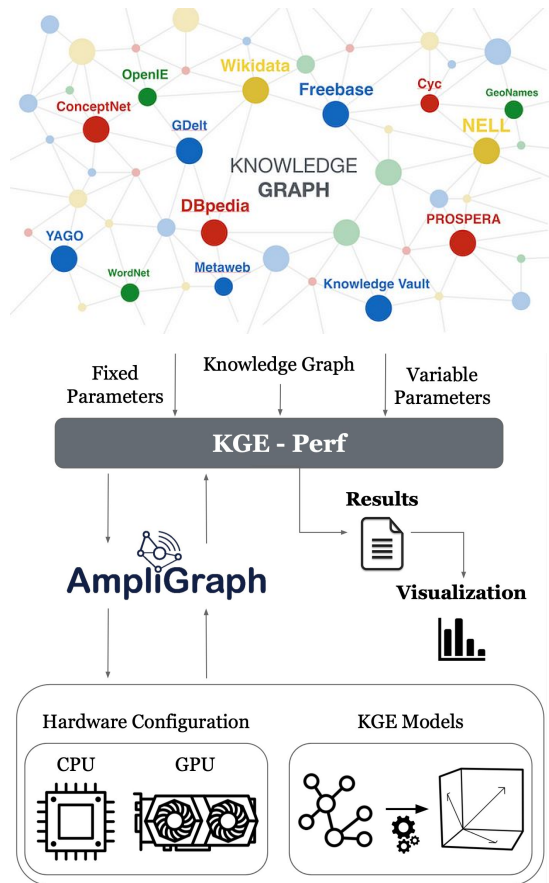 OpenIE
Wikidata
ConceptNet
Freebase
Cyc
GeoNames
GDelt
NELL
KNOWLEDGE
GRAPH
DBpedia
PROSPERA
YAGO
WordNet
Metaweb
Knowledge Vault
Fixed
Parameters
Knowledge Graph
Variable
Parameters
KGE - Perf
Results
AmpliGraph
Visualization
Hardware Configuration
KGE Models
CPU
GPU